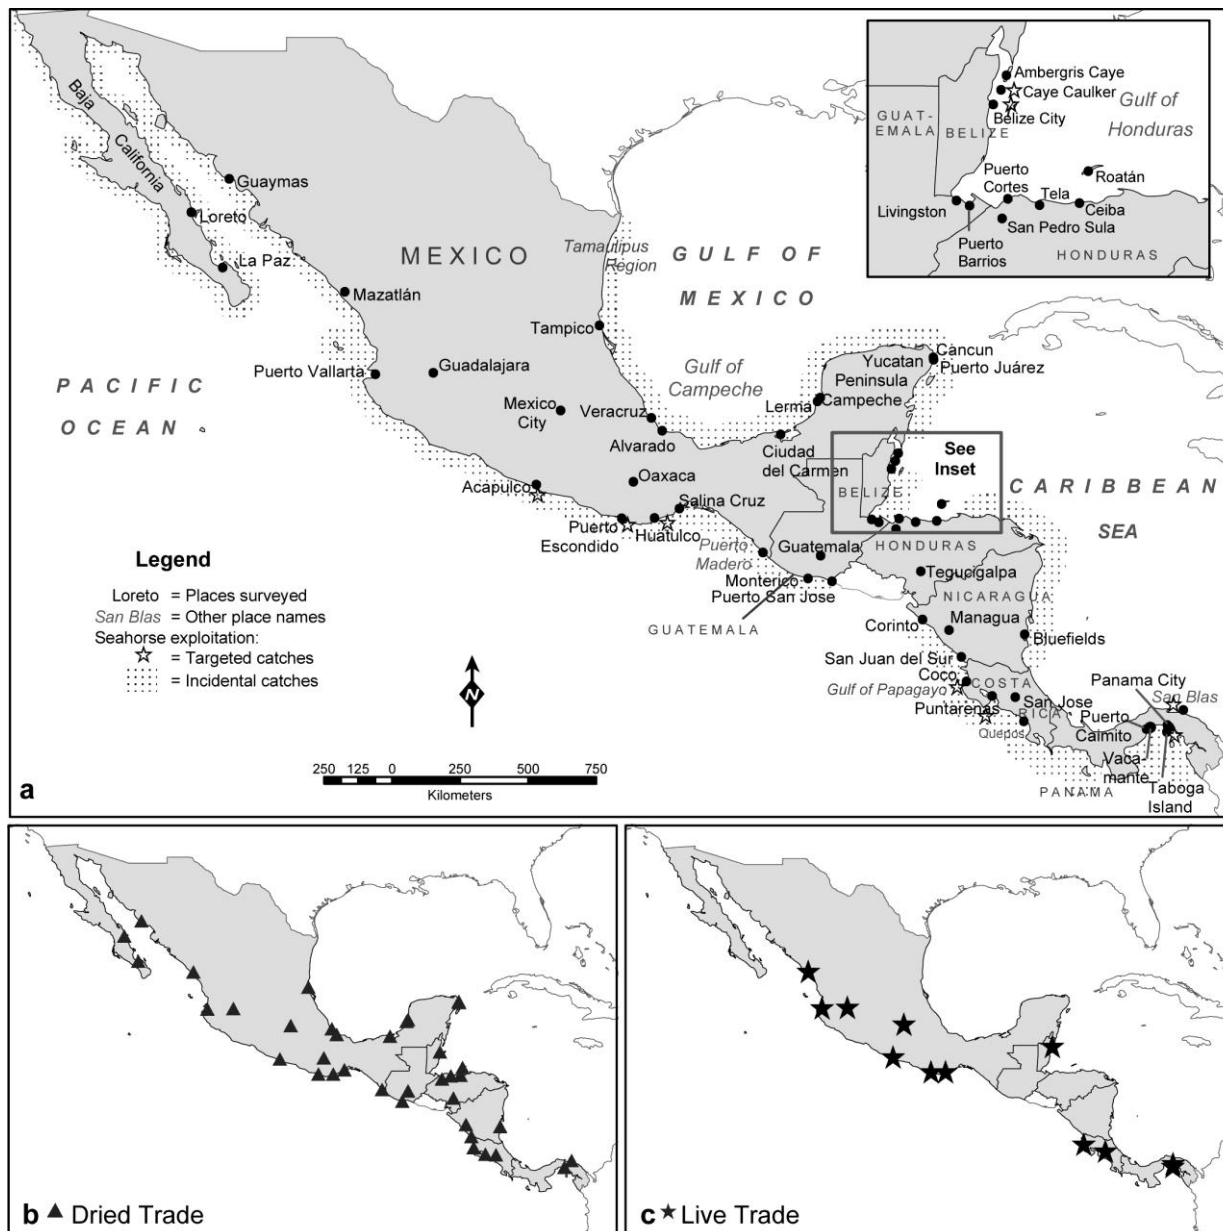 Baja
California
Guaymas
Loreto
La Paz
MEXICO
Mazatlán
Tamaulipus
Region
GULF OF
MEXICO
Tampico
Puerto Vallarta
Guadalajara
PACIFIC
OCEAN
Mexico
City
Veracruz
Alvarado
Gulf of
Campeche
Lerma
Yucatan
Peninsula
Campeche
Cancun
Puerto Juárez
Ciudad
del Carmen
See
Inset
BELIZE
CARIBBEAN
SEA
Acapulco
Oaxaca
Salina Cruz
Puerto
Escondido
Huatulco
Puerto
Madero
Guatemala
HONDURAS
Monterico
Puerto San Jose
GUATEMALA
Tegucigalpa
NICARAGUA
Managua
Corinto
Bluefields
San Juan del Sur
Coco
COSTA
RICA
Gulf of Papagayo
San Jose
Puntarenas
Quepos
Panama City
San Blas
Puerto
Caimito
Vaca-
mante
Taboga
Island
PANAMA
Ambergris Caye
Caye Caulker
Belize City
Gulf of
Honduras
GUAT-
EMALA
BELIZE
Puerto
Cortes
Roatán
Tela
Livingston
Ceiba
San Pedro Sula
Puerto
Barrios
HONDURAS
Legend
Loreto = Places surveyed
San Blas = Other place names
Seahorse exploitation:
☆ = Targeted catches
= Incidental catches
N
250 125 0 250 500 750
Kilometers
a
b ▲ Dried Trade
c ★ Live Trade